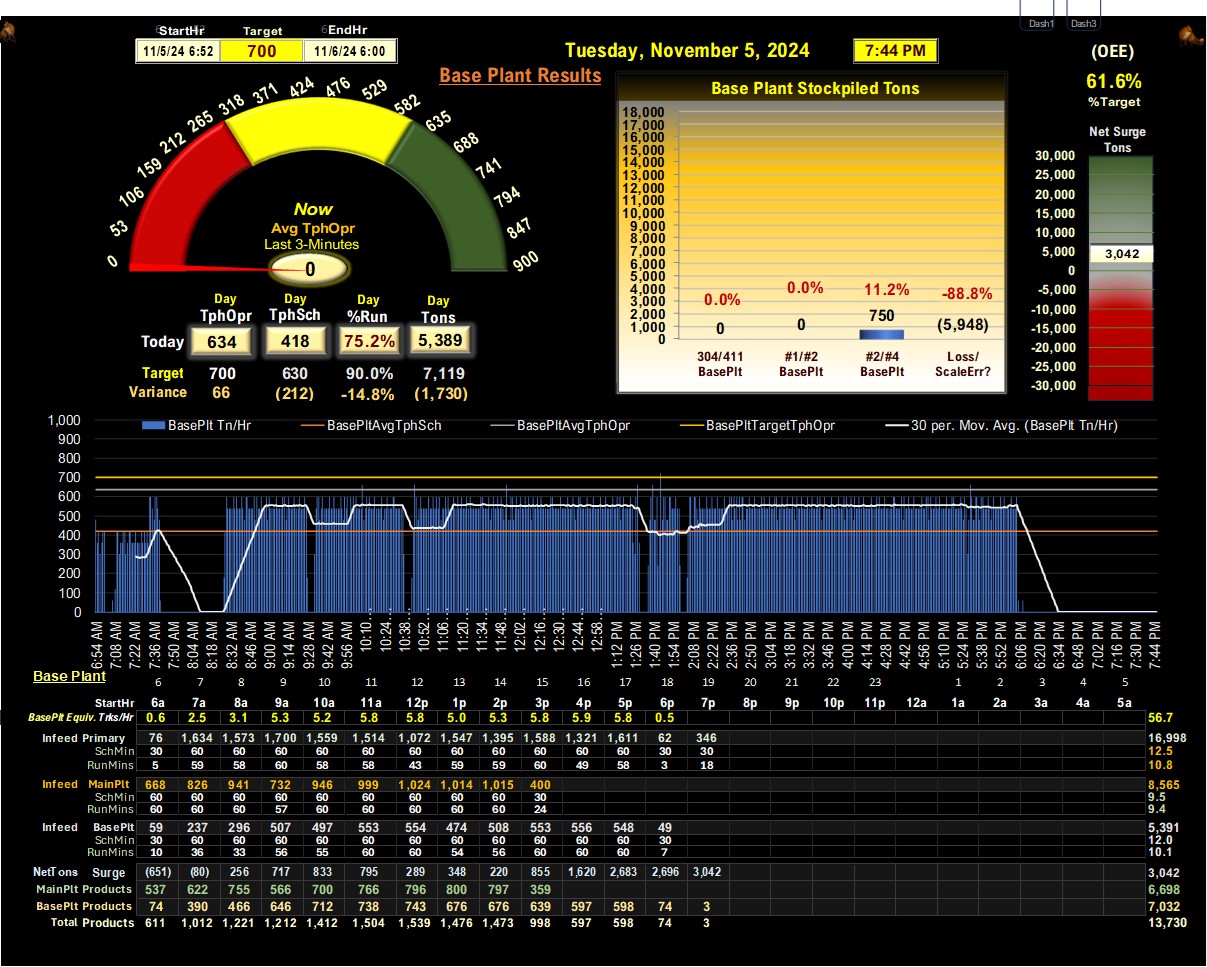 Dash1 Dash3
StartHr Target EndHr
11/5/24 6:52 700 11/6/24 6:00
Tuesday, November 5, 2024 7:44 PM
(OEE)
61.6%
%Target
Base Plant Results
0 53 106 159 212 265 318 371 424 476 529 582 635 688 741 794 847 900
Now
Avg TphOpr
Last 3-Minutes
0
Day Day Day Day
TphOpr TphSch %Run Tons
Today 634 418 75.2% 5,389
Target 700 630 90.0% 7,119
Variance 66 (212) -14.8% (1,730)
Base Plant Stockpiled Tons
18,000
17,000
16,000
15,000
14,000
13,000
12,000
11,000
10,000
9,000
8,000
7,000
6,000
5,000
4,000
3,000
2,000
1,000
0
0.0% 0.0% 11.2% -88.8%
0 0 750 (5,948)
304/411 #1/#2 #2/#4 Loss/
BasePlt BasePlt BasePlt ScaleErr?
Net Surge
Tons
30,000
25,000
20,000
15,000
10,000
5,000
0
-5,000
-10,000
-15,000
-20,000
-25,000
-30,000
3,042
BasePlt Tn/Hr BasePltAvgTphSch BasePltAvgTphOpr BasePltTargetTphOpr 30 per. Mov. Avg. (BasePlt Tn/Hr)
1,000
900
800
700
600
500
400
300
200
100
0
6:54 AM 7:08 AM 7:22 AM 7:36 AM 7:50 AM 8:04 AM 8:18 AM 8:32 AM 8:46 AM 9:00 AM 9:14 AM 9:28 AM 9:42 AM 9:56 AM 10:10... 10:24... 10:38... 10:52... 11:06... 11:20... 11:34... 11:48... 12:02... 12:16... 12:30... 12:44... 12:58... 1:12 PM 1:26 PM 1:40 PM 1:54 PM 2:08 PM 2:22 PM 2:36 PM 2:50 PM 3:04 PM 3:18 PM 3:32 PM 3:46 PM 4:00 PM 4:14 PM 4:28 PM 4:42 PM 4:56 PM 5:10 PM 5:24 PM 5:38 PM 5:52 PM 6:06 PM 6:20 PM 6:34 PM 6:48 PM 7:02 PM 7:16 PM 7:30 PM 7:44 PM
Base Plant 6 7 8 9 10 11 12 13 14 15 16 17 18 19 20 21 22 23 1 2 3 4 5
StartHr 6a 7a 8a 9a 10a 11a 12p 1p 2p 3p 4p 5p 6p 7p 8p 9p 10p 11p 12a 1a 2a 3a 4a 5a
BasePlt Equiv. Trks/Hr 0.6 2.5 3.1 5.3 5.2 5.8 5.8 5.0 5.3 5.8 5.9 5.8 0.5 56.7
Infeed Primary 76 1,634 1,573 1,700 1,559 1,514 1,072 1,547 1,395 1,588 1,321 1,611 62 346 16,998
SchMin 30 60 60 60 60 60 60 60 60 60 60 60 30 30 12.5
RunMins 5 59 58 60 58 58 43 59 59 60 49 58 3 18 10.8
Infeed MainPlt 668 826 941 732 946 999 1,024 1,014 1,015 400 8,565
SchMin 60 60 60 60 60 60 60 60 60 30 9.5
RunMins 60 60 60 57 60 60 60 60 60 24 9.4
Infeed BasePlt 59 237 296 507 497 553 554 474 508 553 556 548 49 5,391
SchMin 30 60 60 60 60 60 60 60 60 60 60 60 30 12.0
RunMins 10 36 33 56 55 60 60 54 56 60 60 60 7 10.1
NetTons Surge (651) (80) 256 717 833 795 289 348 220 855 1,620 2,683 2,696 3,042 3,042
MainPlt Products 537 622 755 566 700 766 796 800 797 359 6,698
BasePlt Products 74 390 466 646 712 738 743 676 676 639 597 598 74 3 7,032
Total Products 611 1,012 1,221 1,212 1,412 1,504 1,539 1,476 1,473 998 597 598 74 3 13,730